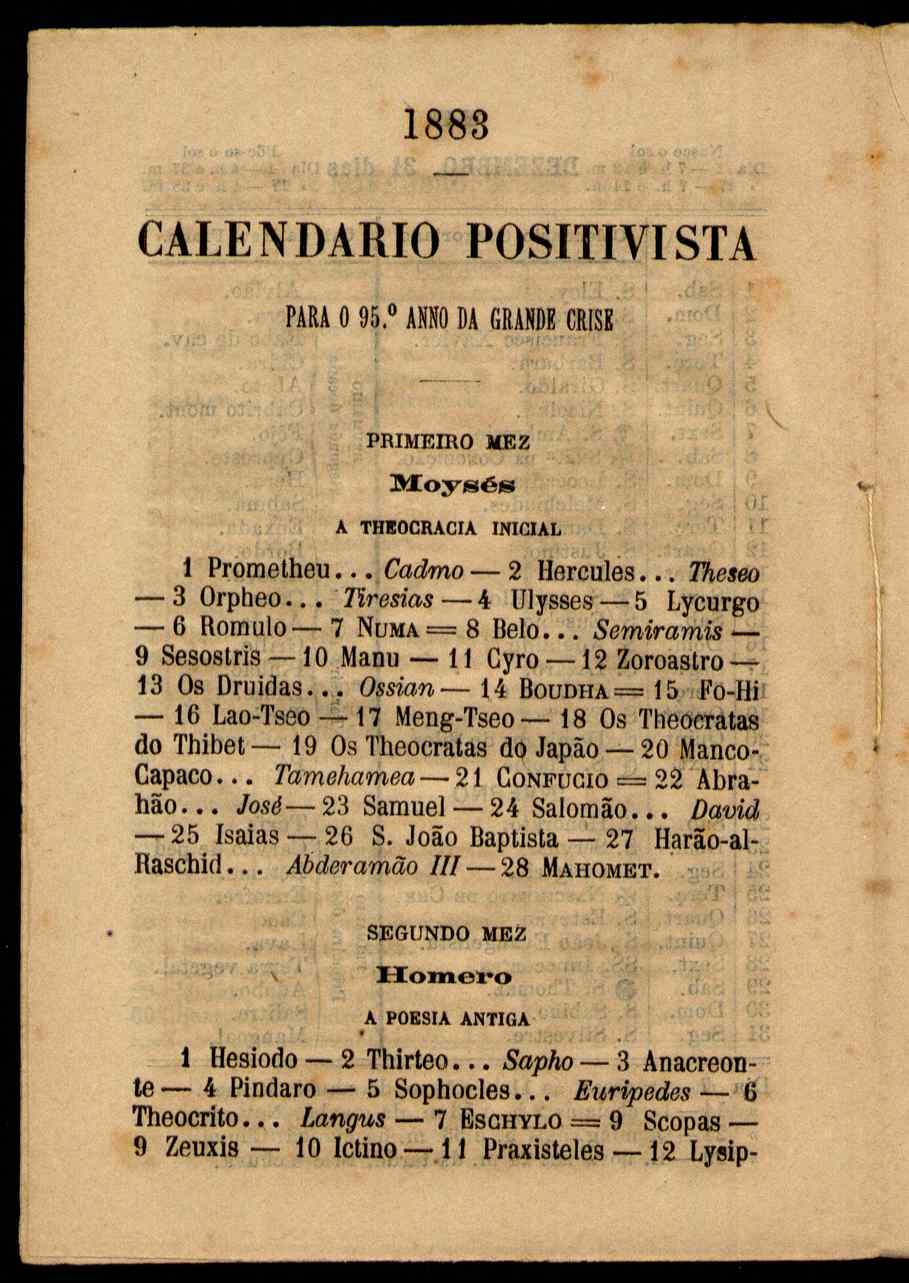 1883
CALENDARIO POSITIVISTA
PARA O 95.º ANNO DA GRANDE CRISE
PRIMEIRO MEZ
Moysés
A THEOCRACIA INICIAL
1 Prometheu... Cadmo — 2 Hercules... Theseo
— 3 Orpheo... Tiresias — 4 Ulysses — 5 Lycurgo
— 6 Romulo — 7 NUMA = 8 Belo... Semiramis —
9 Sesostris — 10 Manu — 11 Cyro — 12 Zoroastro —
13 Os Druidas... Ossian — 14 BOUDHA = 15 Fo-Hi
— 16 Lao-Tseo — 17 Meng-Tseo — 18 Os Theocratas
do Thibet — 19 Os Theocratas do Japão — 20 Manco-
Capaco... Tamehamea — 21 CONFUCIO = 22 Abra-
hão... José — 23 Samuel — 24 Salomão... David
— 25 Isaias — 26 S. João Baptista — 27 Harão-al-
Raschid... Abderamão III — 28 MAHOMET.
SEGUNDO MEZ
Homero
A POESIA ANTIGA
1 Hesiodo — 2 Thirteo... Sapho — 3 Anacreon-
te — 4 Pindaro — 5 Sophocles... Euripedes — 6
Theocrito... Langus — 7 ESCHYLO = 9 Scopas —
9 Zeuxis — 10 Ictino — 11 Praxisteles — 12 Lysip-